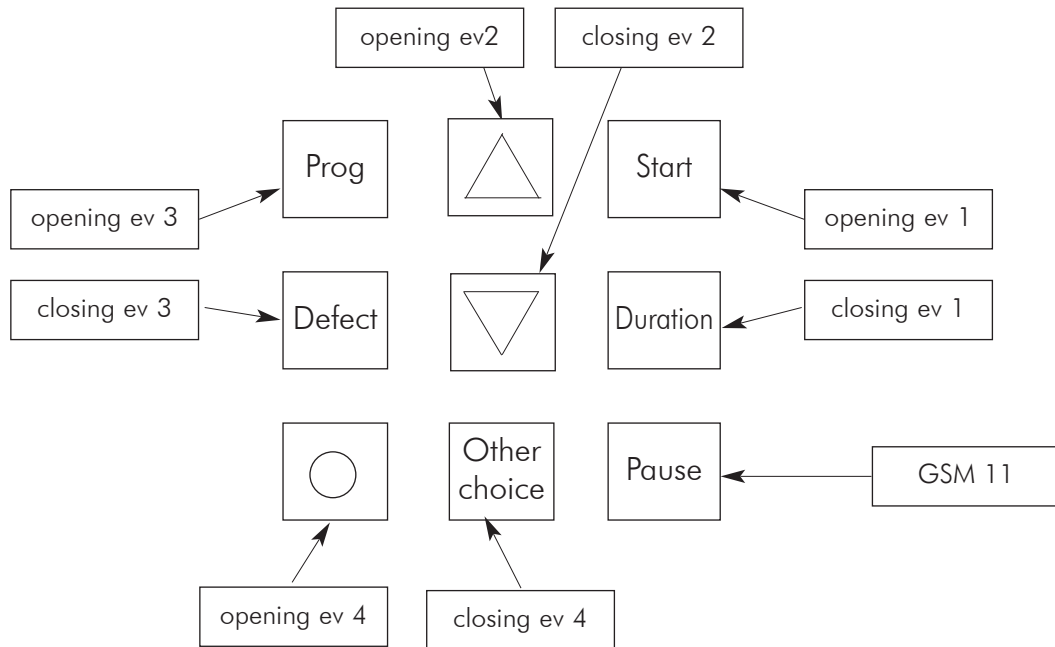 opening ev2
closing ev 2
Prog
Start
opening ev 3
opening ev 1
closing ev 3
Defect
Duration
closing ev 1
Other
choice
Pause
GSM 11
opening ev 4
closing ev 4